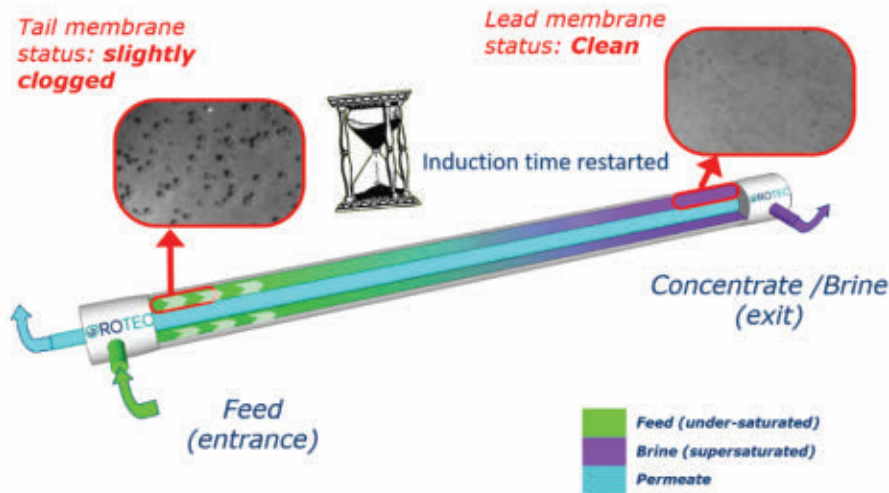 Tail membrane
status: slightly
clogged
Lead membrane
status: Clean
Induction time restarted
ROTEC
ROTEC
Concentrate /Brine
(exit)
Feed
(entrance)
Feed (under-saturated)
Brine (supersaturated)
Permeate